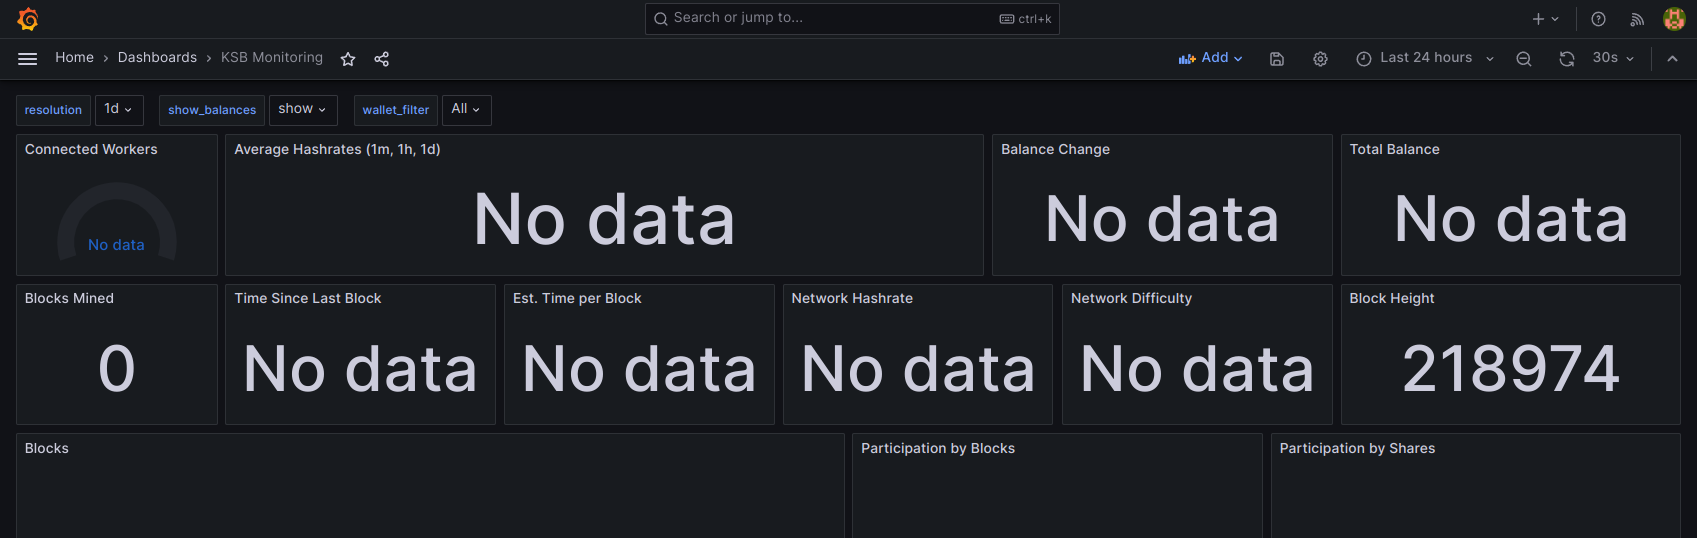 Search or jump to... ctrl+k
Home > Dashboards > KSB Monitoring Add Last 24 hours 30s
resolution 1d show_balances show wallet_filter All
Connected Workers
No data
Average Hashrates (1m, 1h, 1d)
No data
Balance Change
No data
Total Balance
No data
Blocks Mined
0
Time Since Last Block
No data
Est. Time per Block
No data
Network Hashrate
No data
Network Difficulty
No data
Block Height
218974
Blocks
Participation by Blocks
Participation by Shares